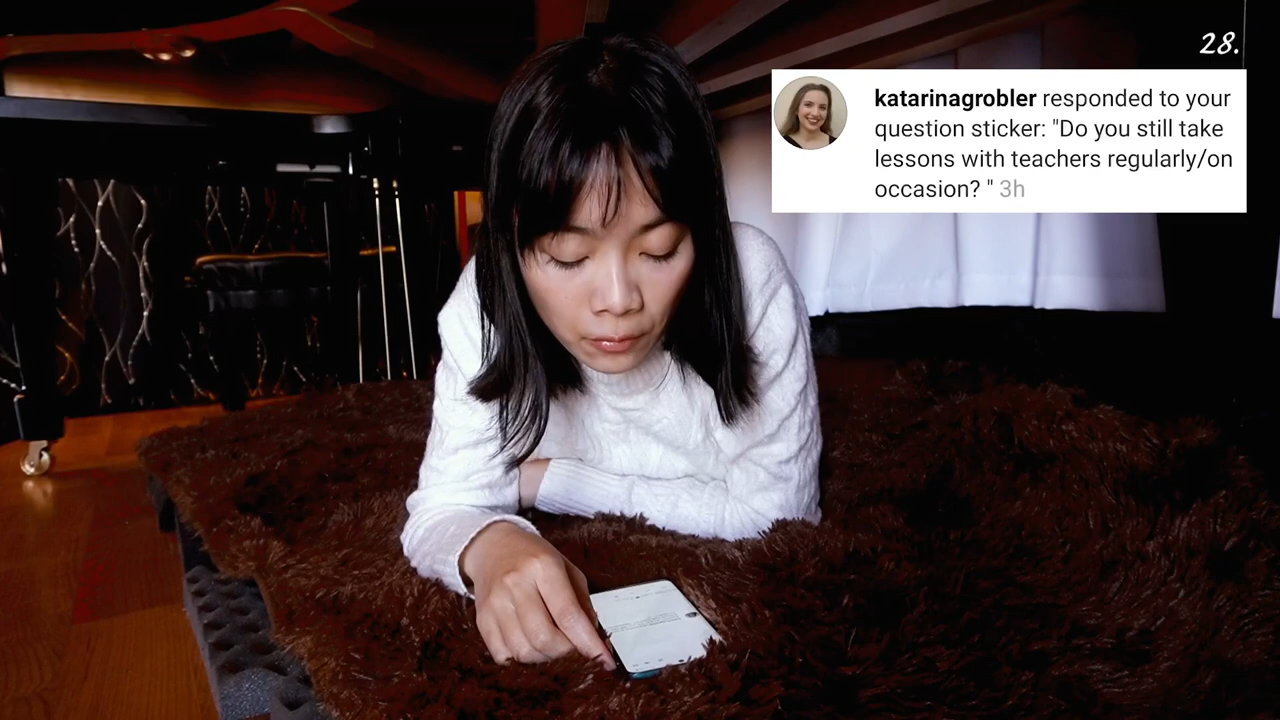 28.
katarinagrobler responded to your
question sticker: "Do you still take
lessons with teachers regularly/on
occasion? " 3h